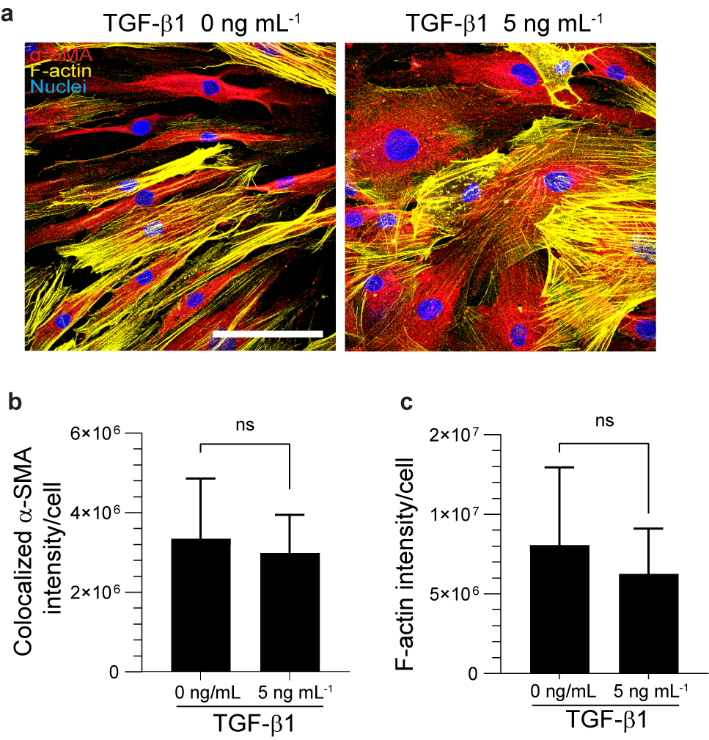 a
TGF-β1 0 ng mL⁻¹
TGF-β1 5 ng mL⁻¹
α-SMA
F-actin
Nuclei
b
Colocalized α-SMA
intensity/cell
6×10⁶
4×10⁶
2×10⁶
0
ns
0 ng/mL
5 ng mL⁻¹
TGF-β1
c
F-actin intensity/cell
2×10⁷
1×10⁷
5×10⁶
0
ns
0 ng/mL
5 ng mL⁻¹
TGF-β1